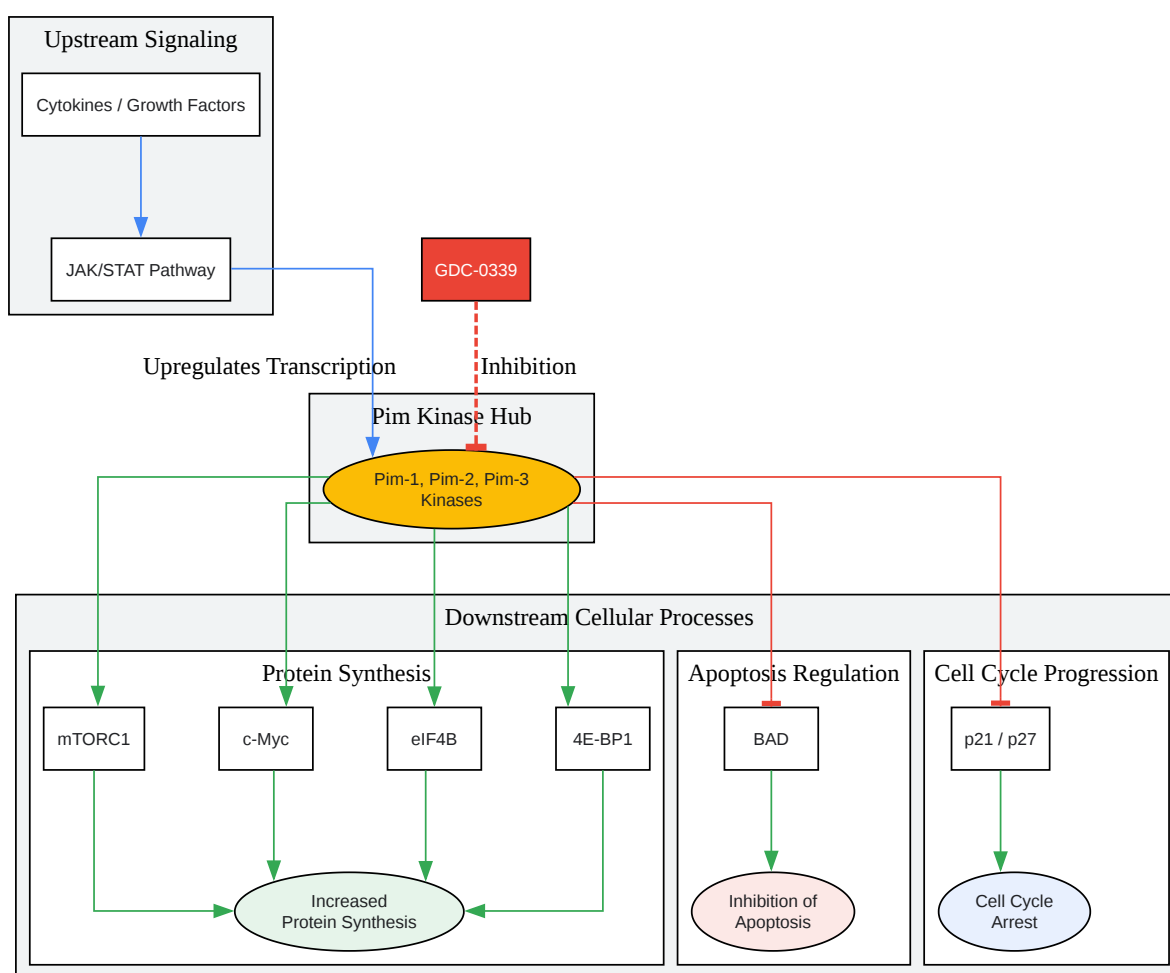 Upstream Signaling
Cytokines / Growth Factors
JAK/STAT Pathway
GDC-0339
Upregulates Transcription
Inhibition
Pim Kinase Hub
Pim-1, Pim-2, Pim-3
Kinases
Downstream Cellular Processes
Protein Synthesis
Apoptosis Regulation
Cell Cycle Progression
mTORC1
c-Myc
eIF4B
4E-BP1
BAD
p21 / p27
Increased
Protein Synthesis
Inhibition of
Apoptosis
Cell Cycle
Arrest